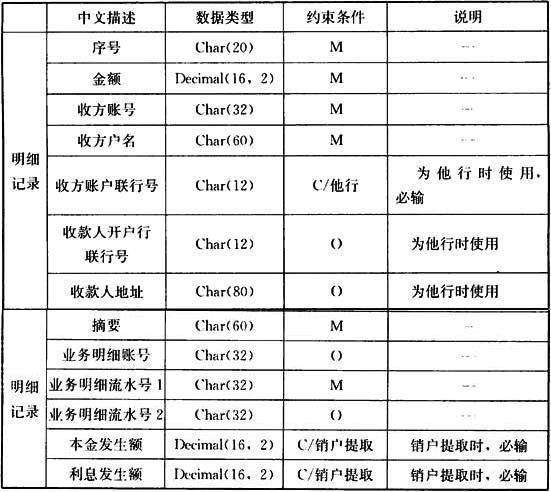 中文描述 数据类型 约束条件 说明
序号 Char(20) M —
金额 Decimal(16，2) M —
收方账号 Char(32) M —
收方户名 Char(60) M —
明细
记录
收方账户联行号 Char(12) C/他行 为他行时使用，
必输
收款人开户行
联行号 Char(12) O 为他行时使用
收款人地址 Char(80) O 为他行时使用
摘要 Char(60) M —
业务明细账号 Char(32) O —
明细
记录
业务明细流水号1 Char(32) M —
业务明细流水号2 Char(32) O —
本金发生额 Decimal(16，2) C/销户提取 销户提取时，必输
利息发生额 Decimal(16，2) C/销户提取 销户提取时，必输